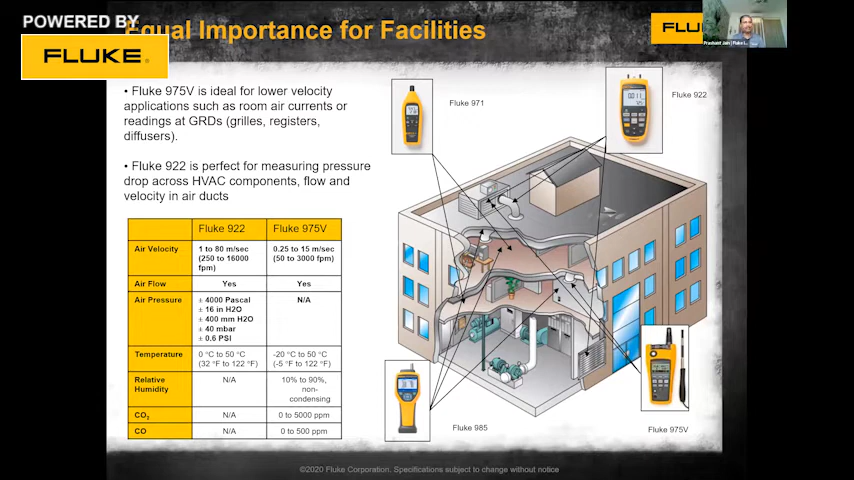 POWERED BY
FLUKE®
Equal Importance for Facilities
FLU
Prashant Jain | Fluke I...
• Fluke 975V is ideal for lower velocity
applications such as room air currents or
readings at GRDs (grilles, registers,
diffusers).
• Fluke 922 is perfect for measuring pressure
drop across HVAC components, flow and
velocity in air ducts
Fluke 971
Fluke 922
Fluke 922 Fluke 975V
Air Velocity 1 to 80 m/sec 0.25 to 15 m/sec
(250 to 16000 (50 to 3000 fpm)
fpm)
Air Flow Yes Yes
Air Pressure ± 4000 Pascal N/A
± 16 in H2O
± 400 mm H2O
± 40 mbar
± 0.6 PSI
Temperature 0 °C to 50 °C -20 °C to 50 °C
(32 °F to 122 °F) (-5 °F to 122 °F)
Relative N/A 10% to 90%,
Humidity non-
condensing
CO₂ N/A 0 to 5000 ppm
CO N/A 0 to 500 ppm
Fluke 985
Fluke 975V
©2020 Fluke Corporation. Specifications subject to change without notice